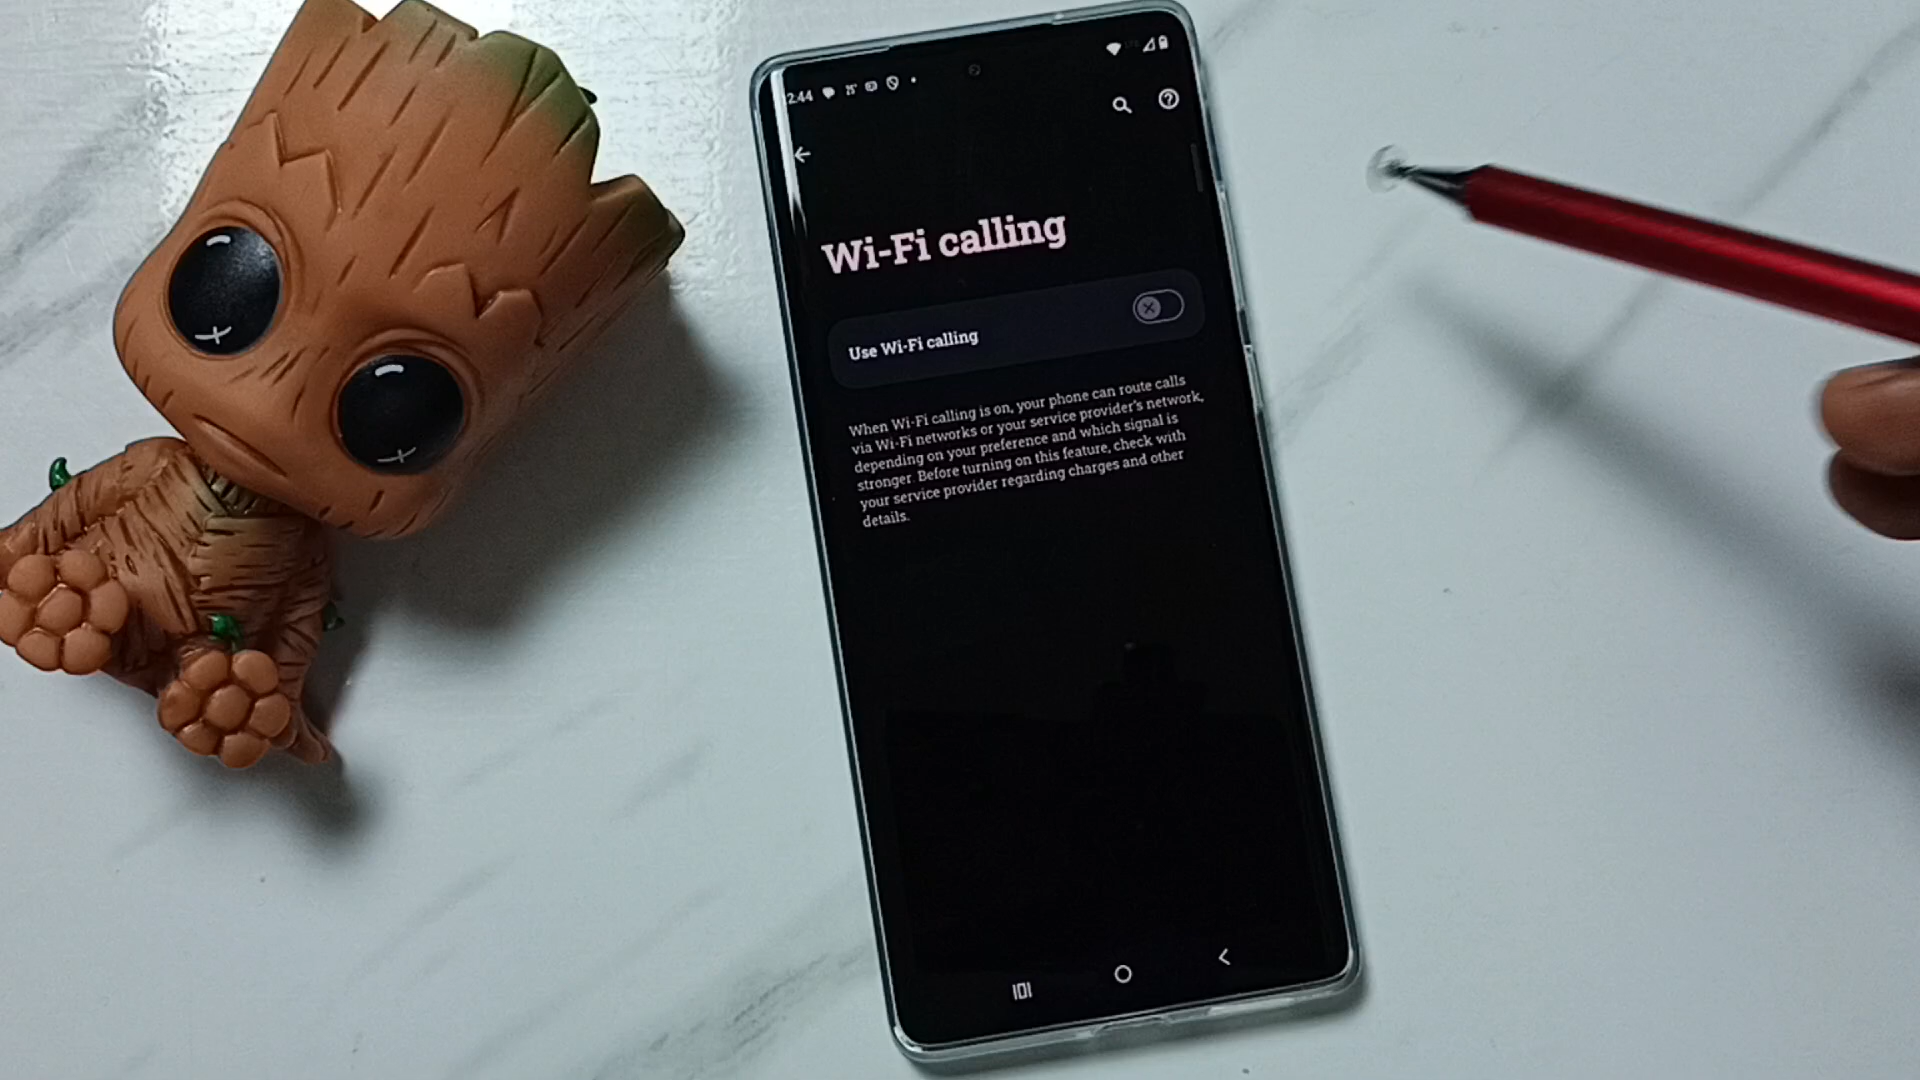 2:44
Wi-Fi calling
Use Wi-Fi calling
When Wi-Fi calling is on, your phone can route calls
via Wi-Fi networks or your service provider's network,
depending on your preference and which signal is
stronger. Before turning on this feature, check with
your service provider regarding charges and other
details.